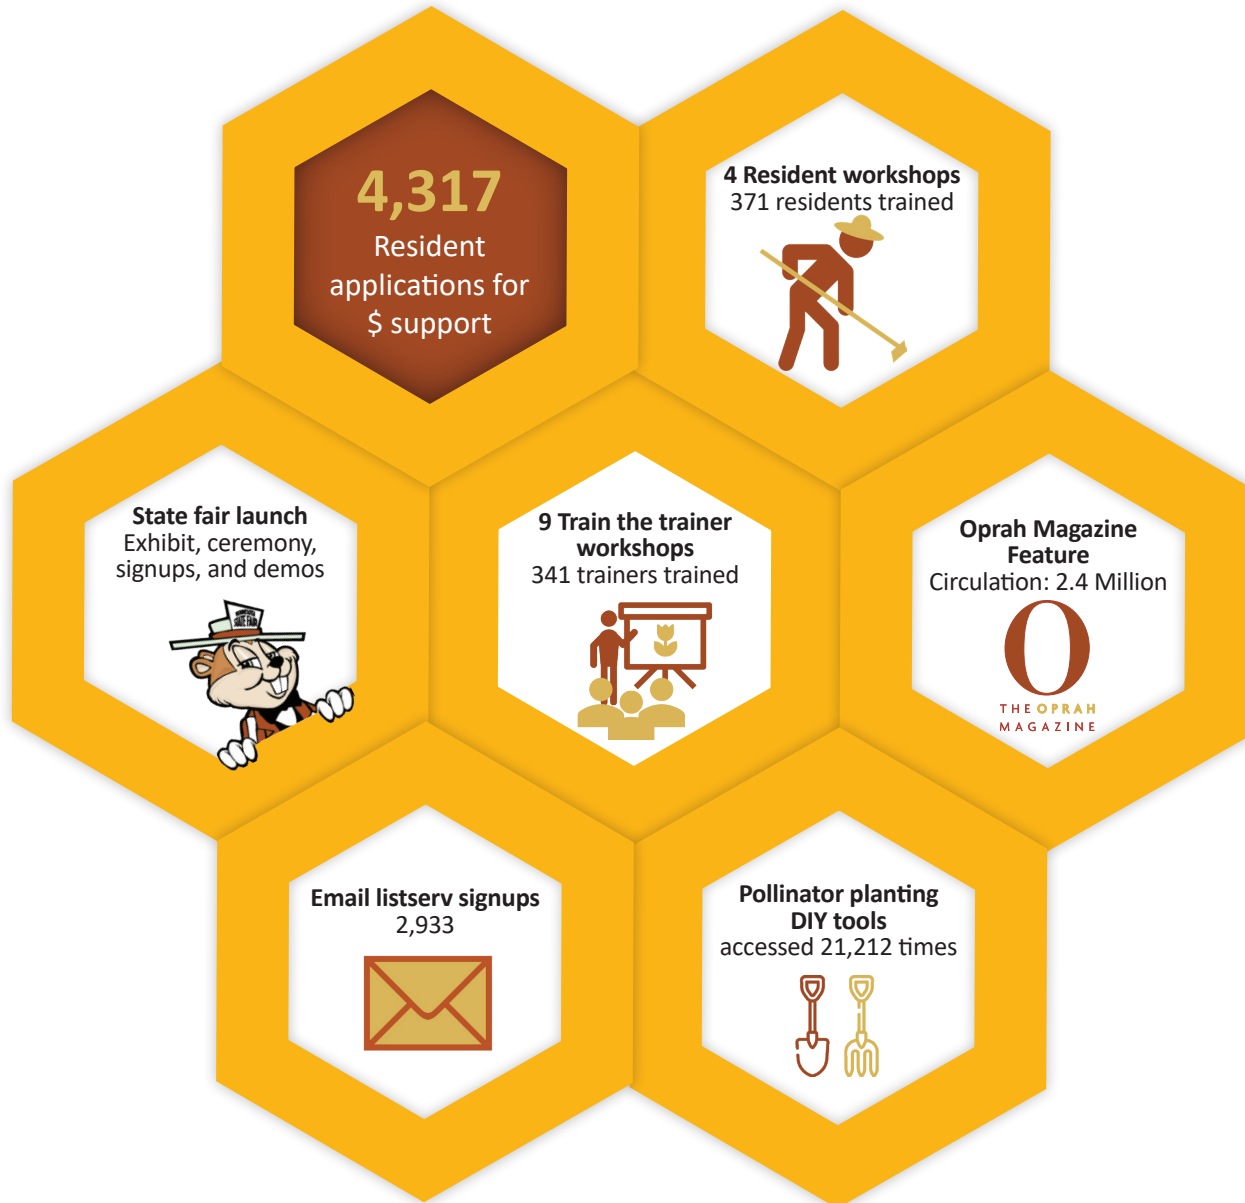 4,317
Resident
applications for
$ support
4 Resident workshops
371 residents trained
State fair launch
Exhibit, ceremony,
signups, and demos
STATE FAIR
9 Train the trainer
workshops
341 trainers trained
Oprah Magazine
Feature
Circulation: 2.4 Million
O
THE OPRAH
MAGAZINE
Email listserv signups
2,933
Pollinator planting
DIY tools
accessed 21,212 times